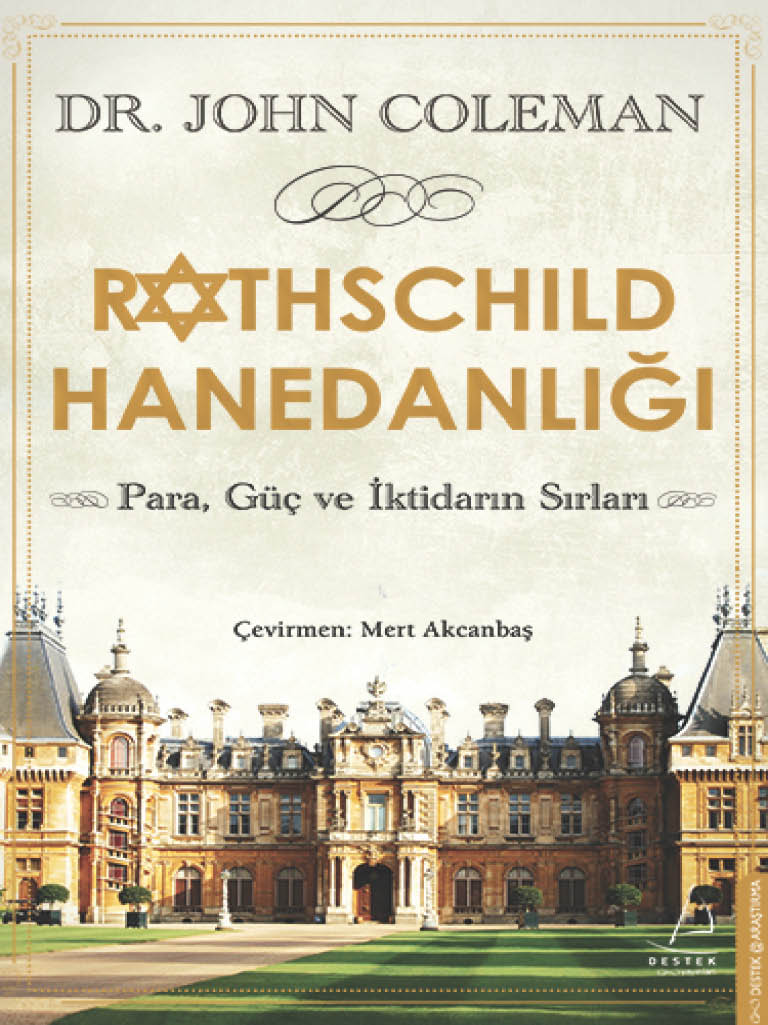 DR. JOHN COLEMAN
ROTHSCHILD
HANEDANLIĞI
Para, Güç ve İktidarın Sırları
Çevirmen: Mert Akcanbaş
DESTEK
DESTEK @ARAŞTIRMA